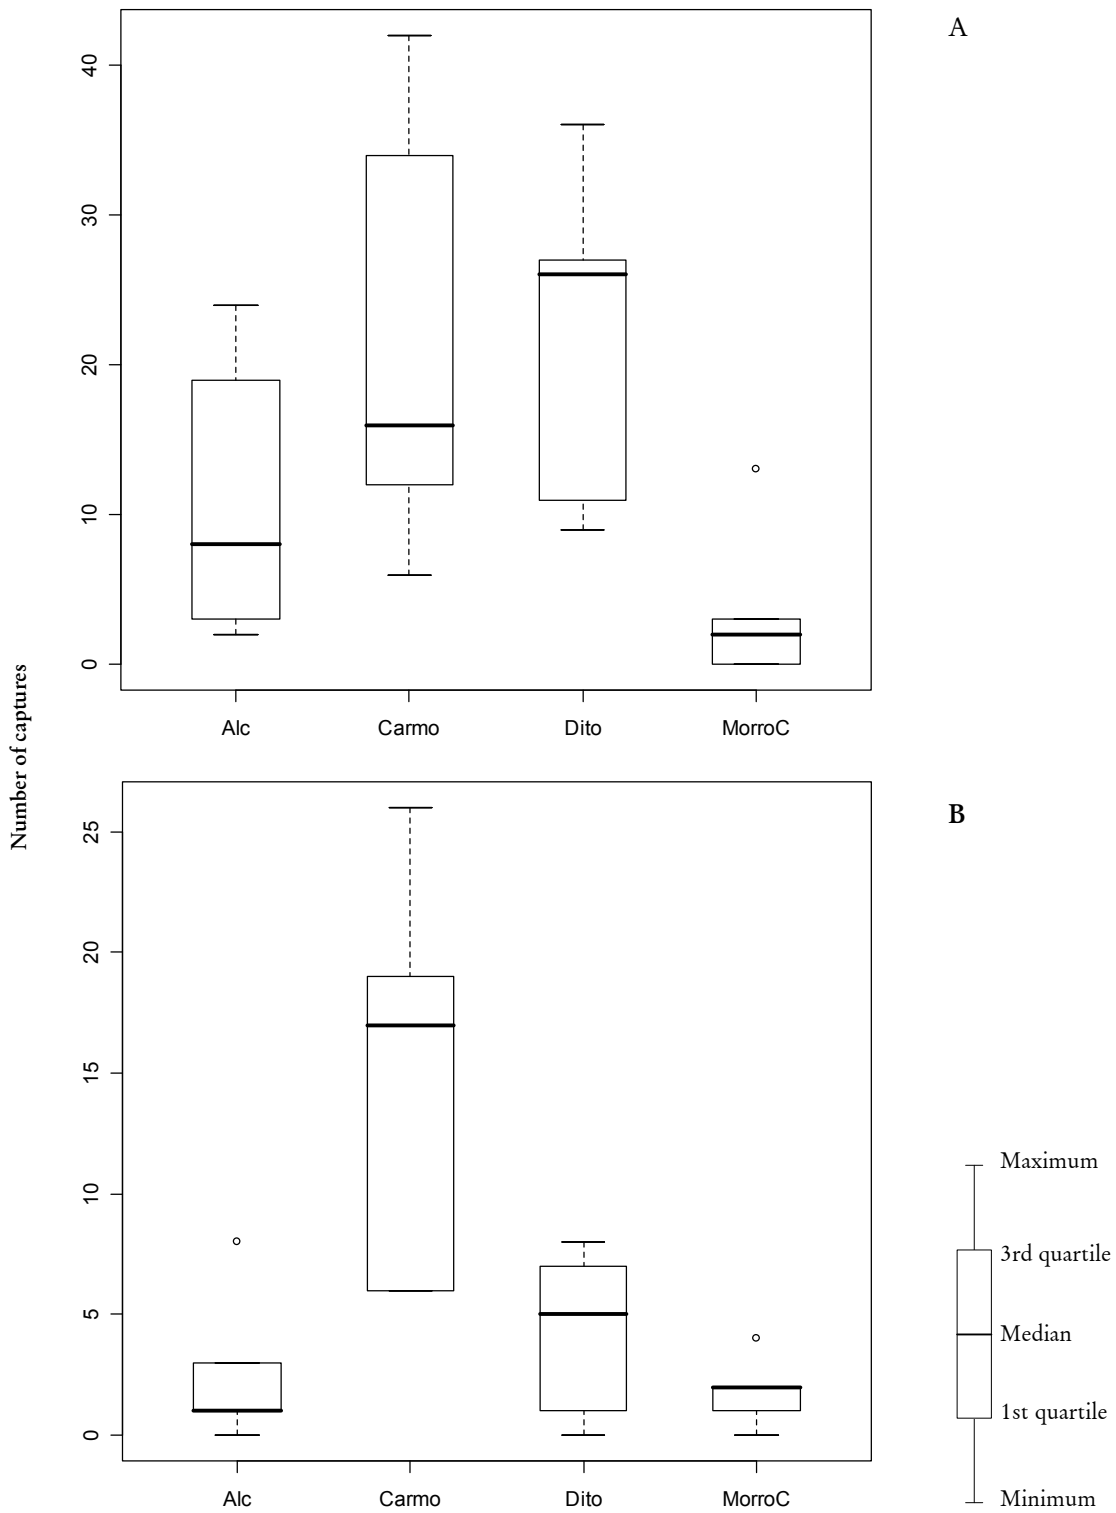 A
40
30
20
10
0
Alc Carmo Dito MorroC
Number of captures
B
25
20
15
10
5
0
Alc Carmo Dito MorroC
Maximum
3rd quartile
Median
1st quartile
Minimum